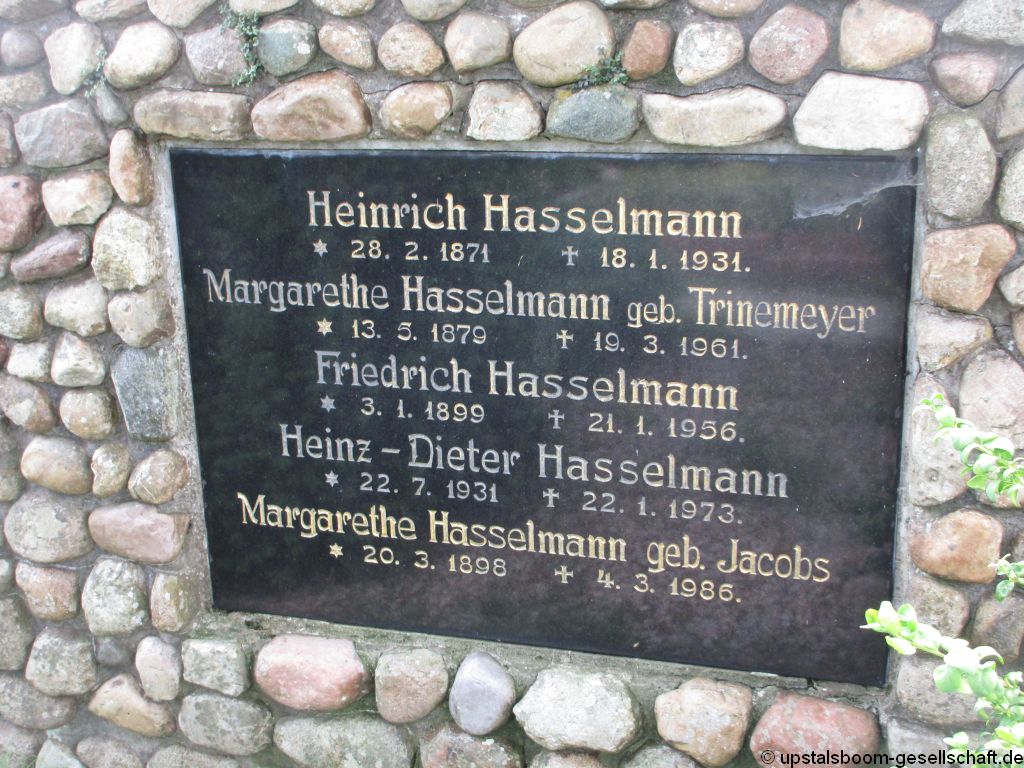 Heinrich Hasselmann
* 28. 2. 1871 † 18. 1. 1931.
Margarethe Hasselmann geb. Trinemeyer
* 13. 5. 1879 † 19. 3. 1961.
Friedrich Hasselmann
* 3. 1. 1899 † 21. 1. 1956.
Heinz-Dieter Hasselmann
* 22. 7. 1931 † 22. 1. 1973.
Margarethe Hasselmann geb. Jacobs
* 20. 3. 1898 † 4. 3. 1986.
© upstalsboom-gesellschaft.de